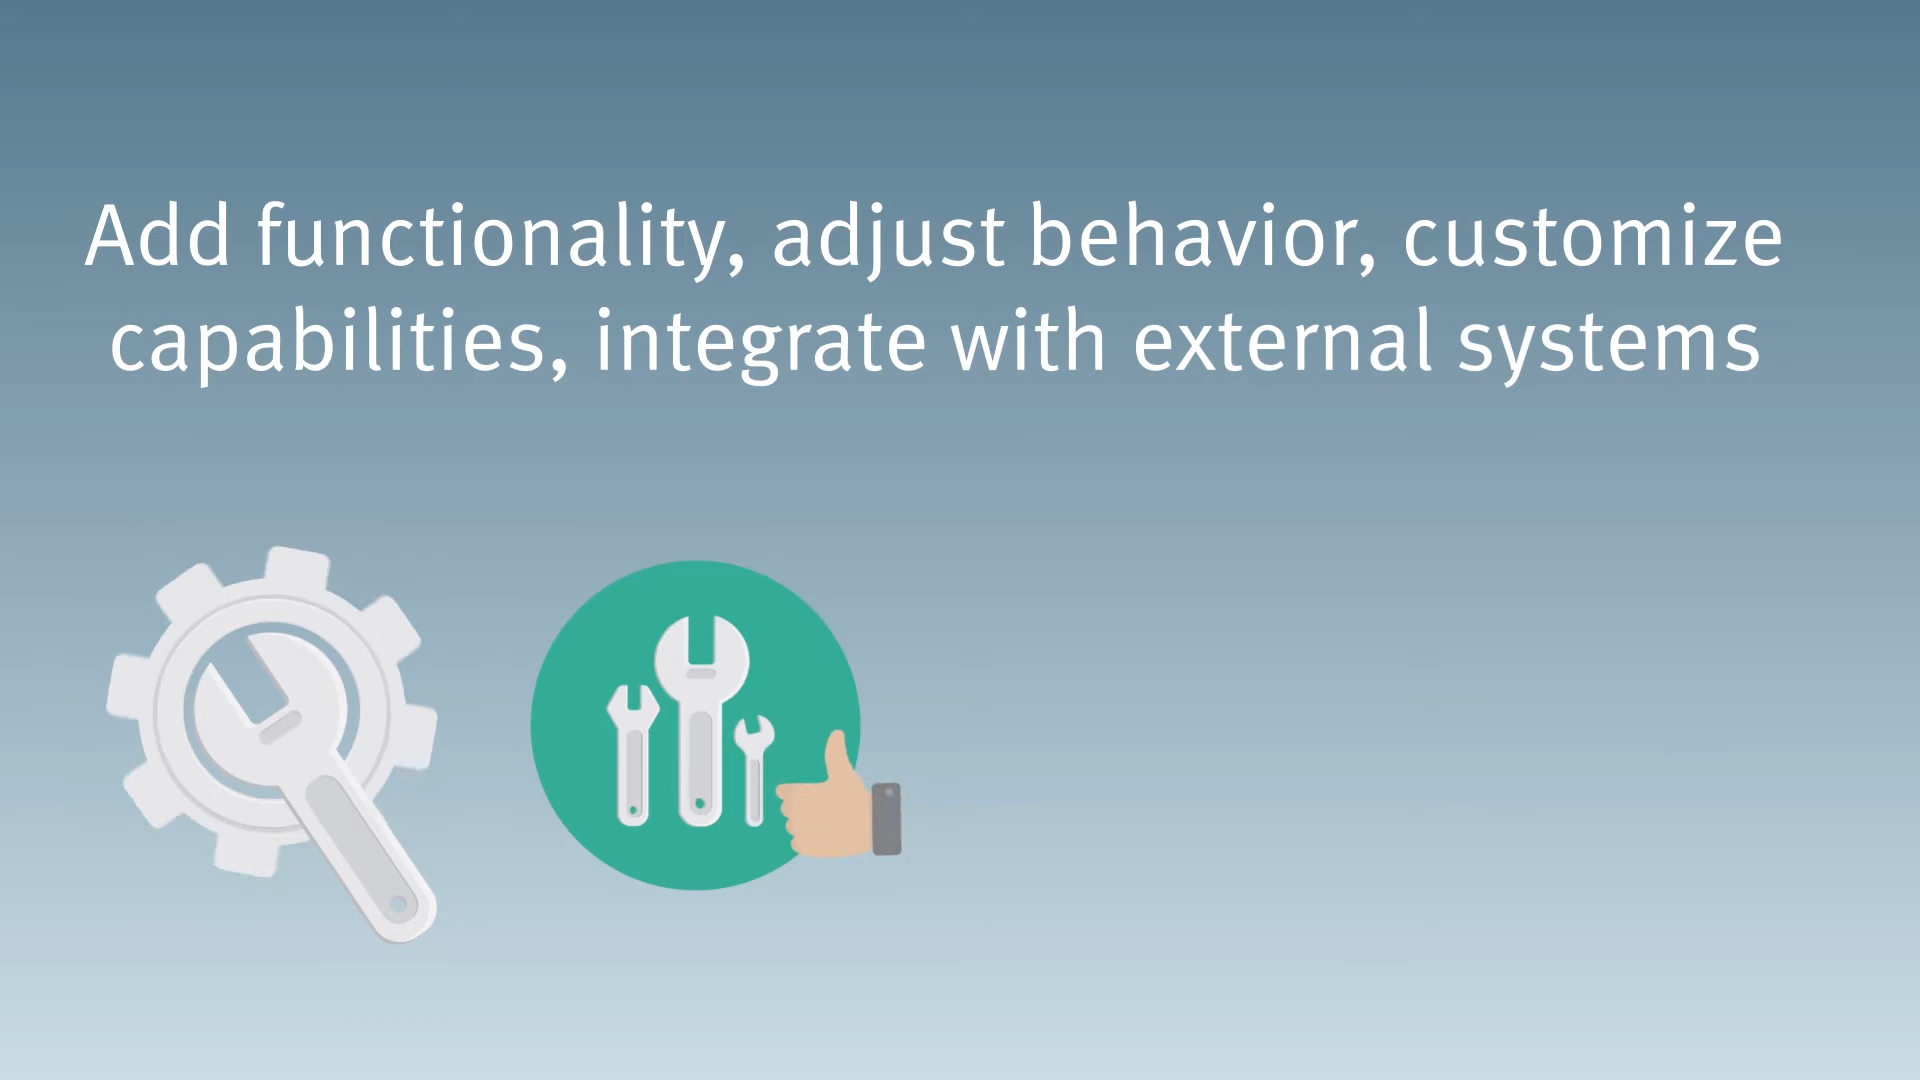 Add functionality, adjust behavior, customize
capabilities, integrate with external systems